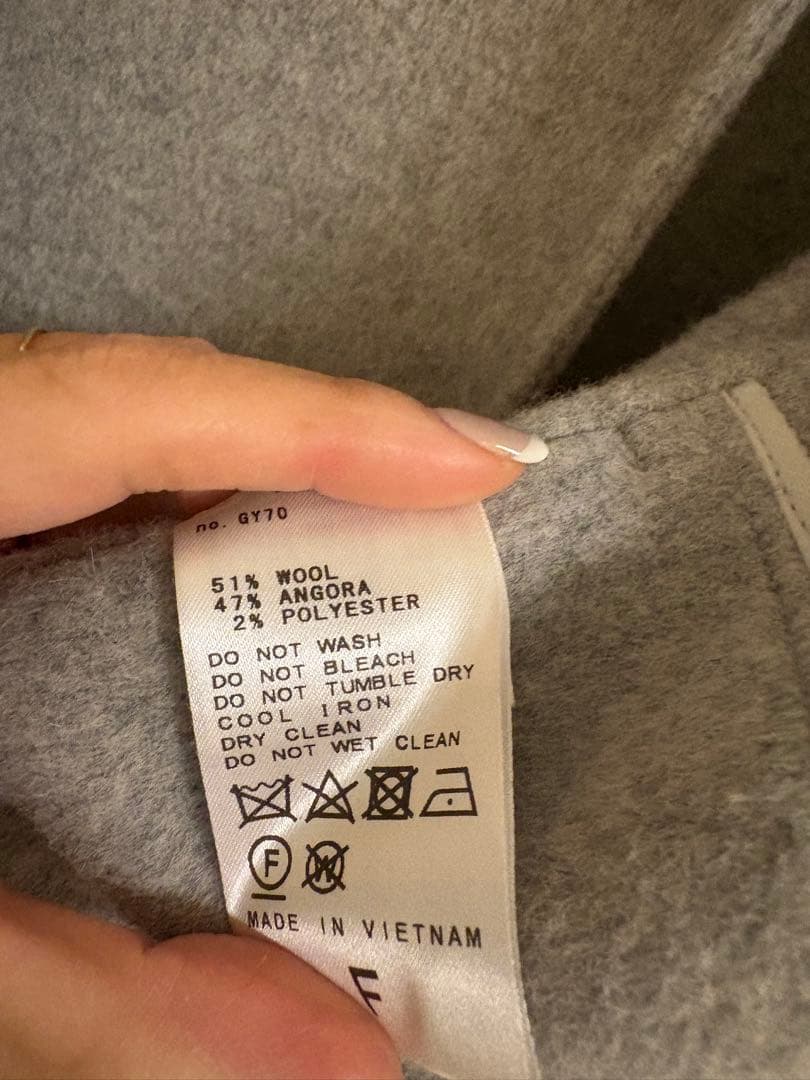 no. GY70
51% WOOL
47% ANGORA
2% POLYESTER
DO NOT WASH
DO NOT BLEACH
DO NOT TUMBLE DRY
COOL IRON
DRY CLEAN
DO NOT WET CLEAN
F W
MADE IN VIETNAM
F